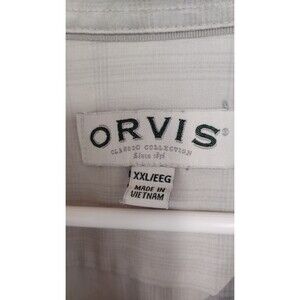 ORVIS®
CLASSIC COLLECTION
Since 1856
XXL/EEG
MADE IN
VIETNAM